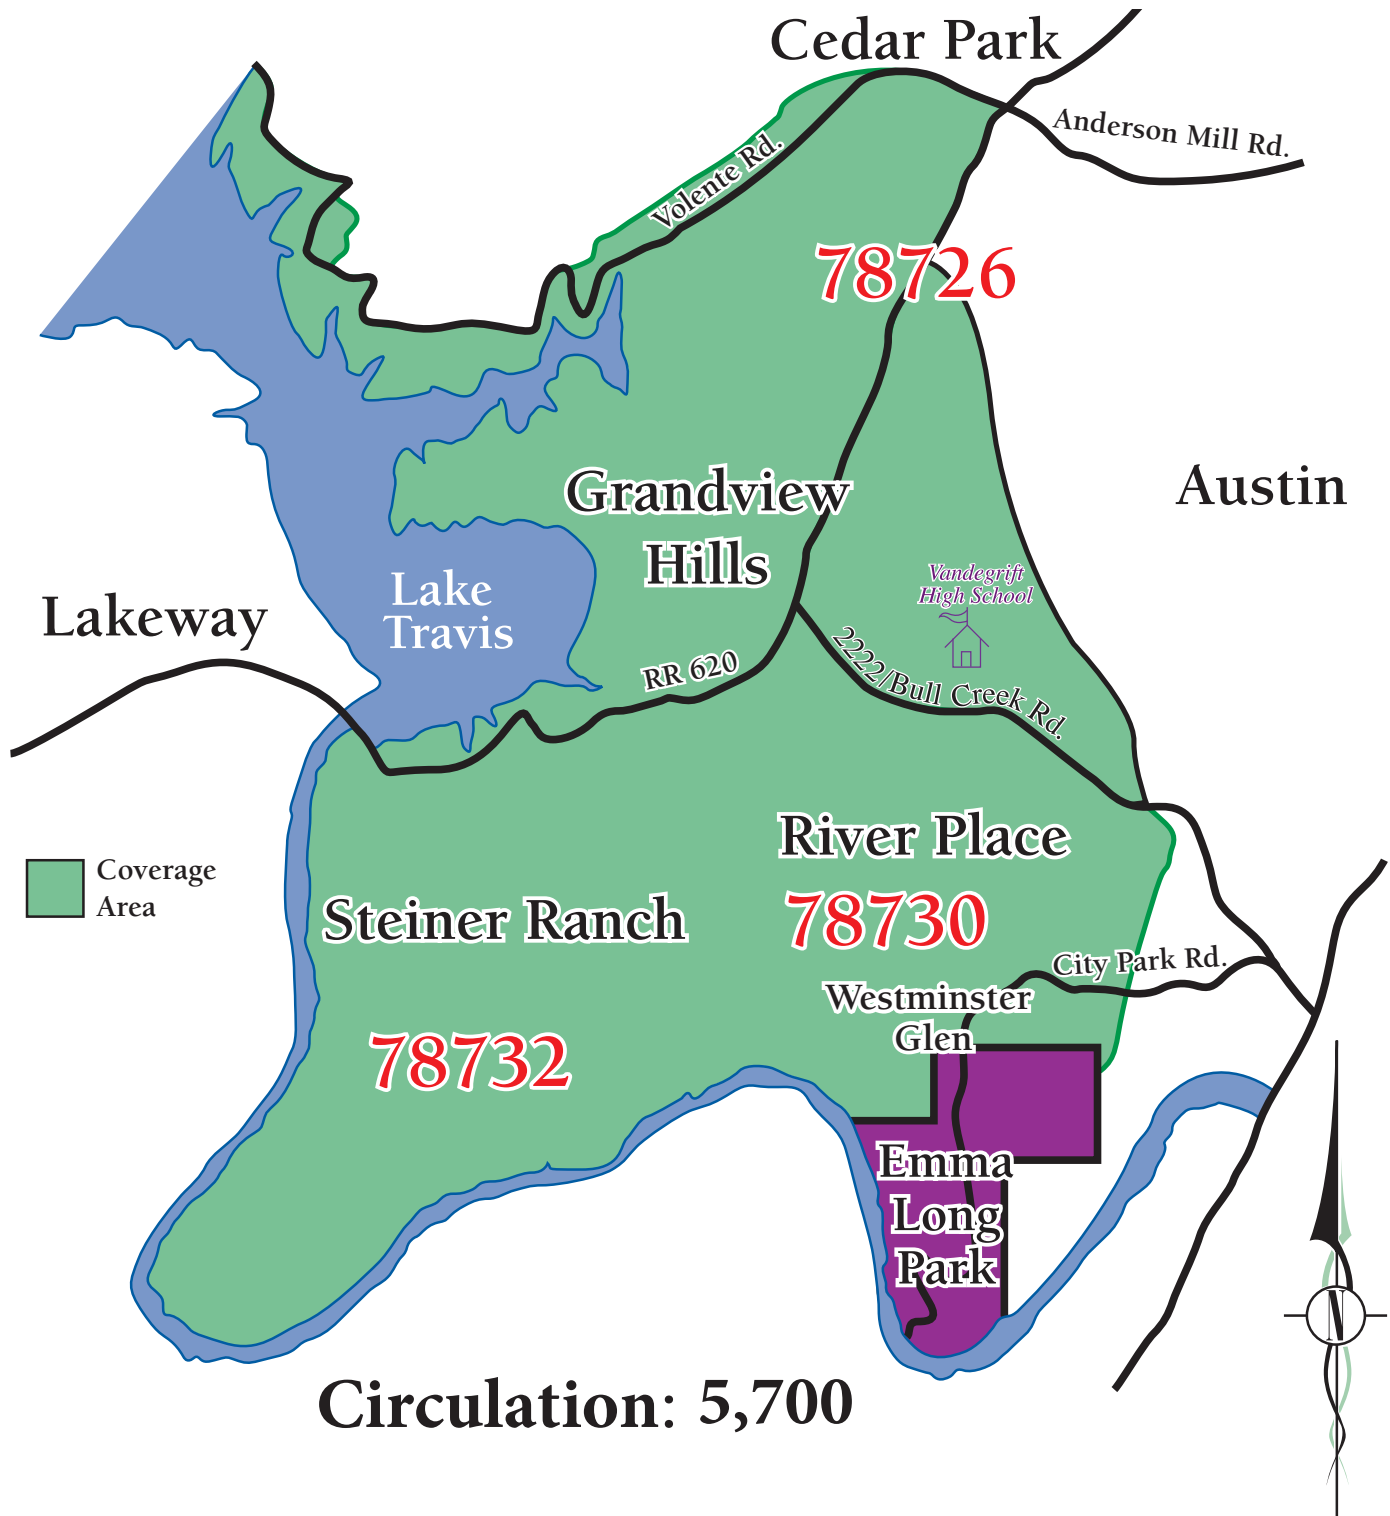 Cedar Park
Anderson Mill Rd.
Volente Rd.
78726
Grandview
Hills
Austin
Vandegrift
High School
Lake
Travis
Lakeway
RR 620
2222/Bull Creek Rd.
River Place
78730
Coverage
Area
Steiner Ranch
City Park Rd.
Westminster
Glen
78732
Emma
Long
Park
N
Circulation: 5,700